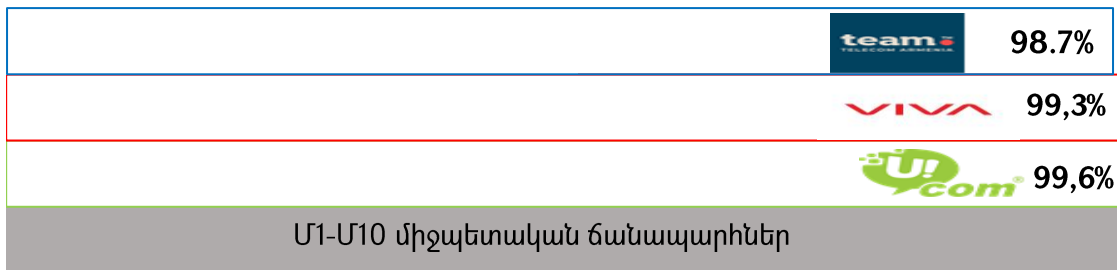 team
TELECOM ARMENIA
98.7%
VIVA 99,3%
U!
com® 99,6%
Մ1-Մ10 միջպետական ճանապարհներ